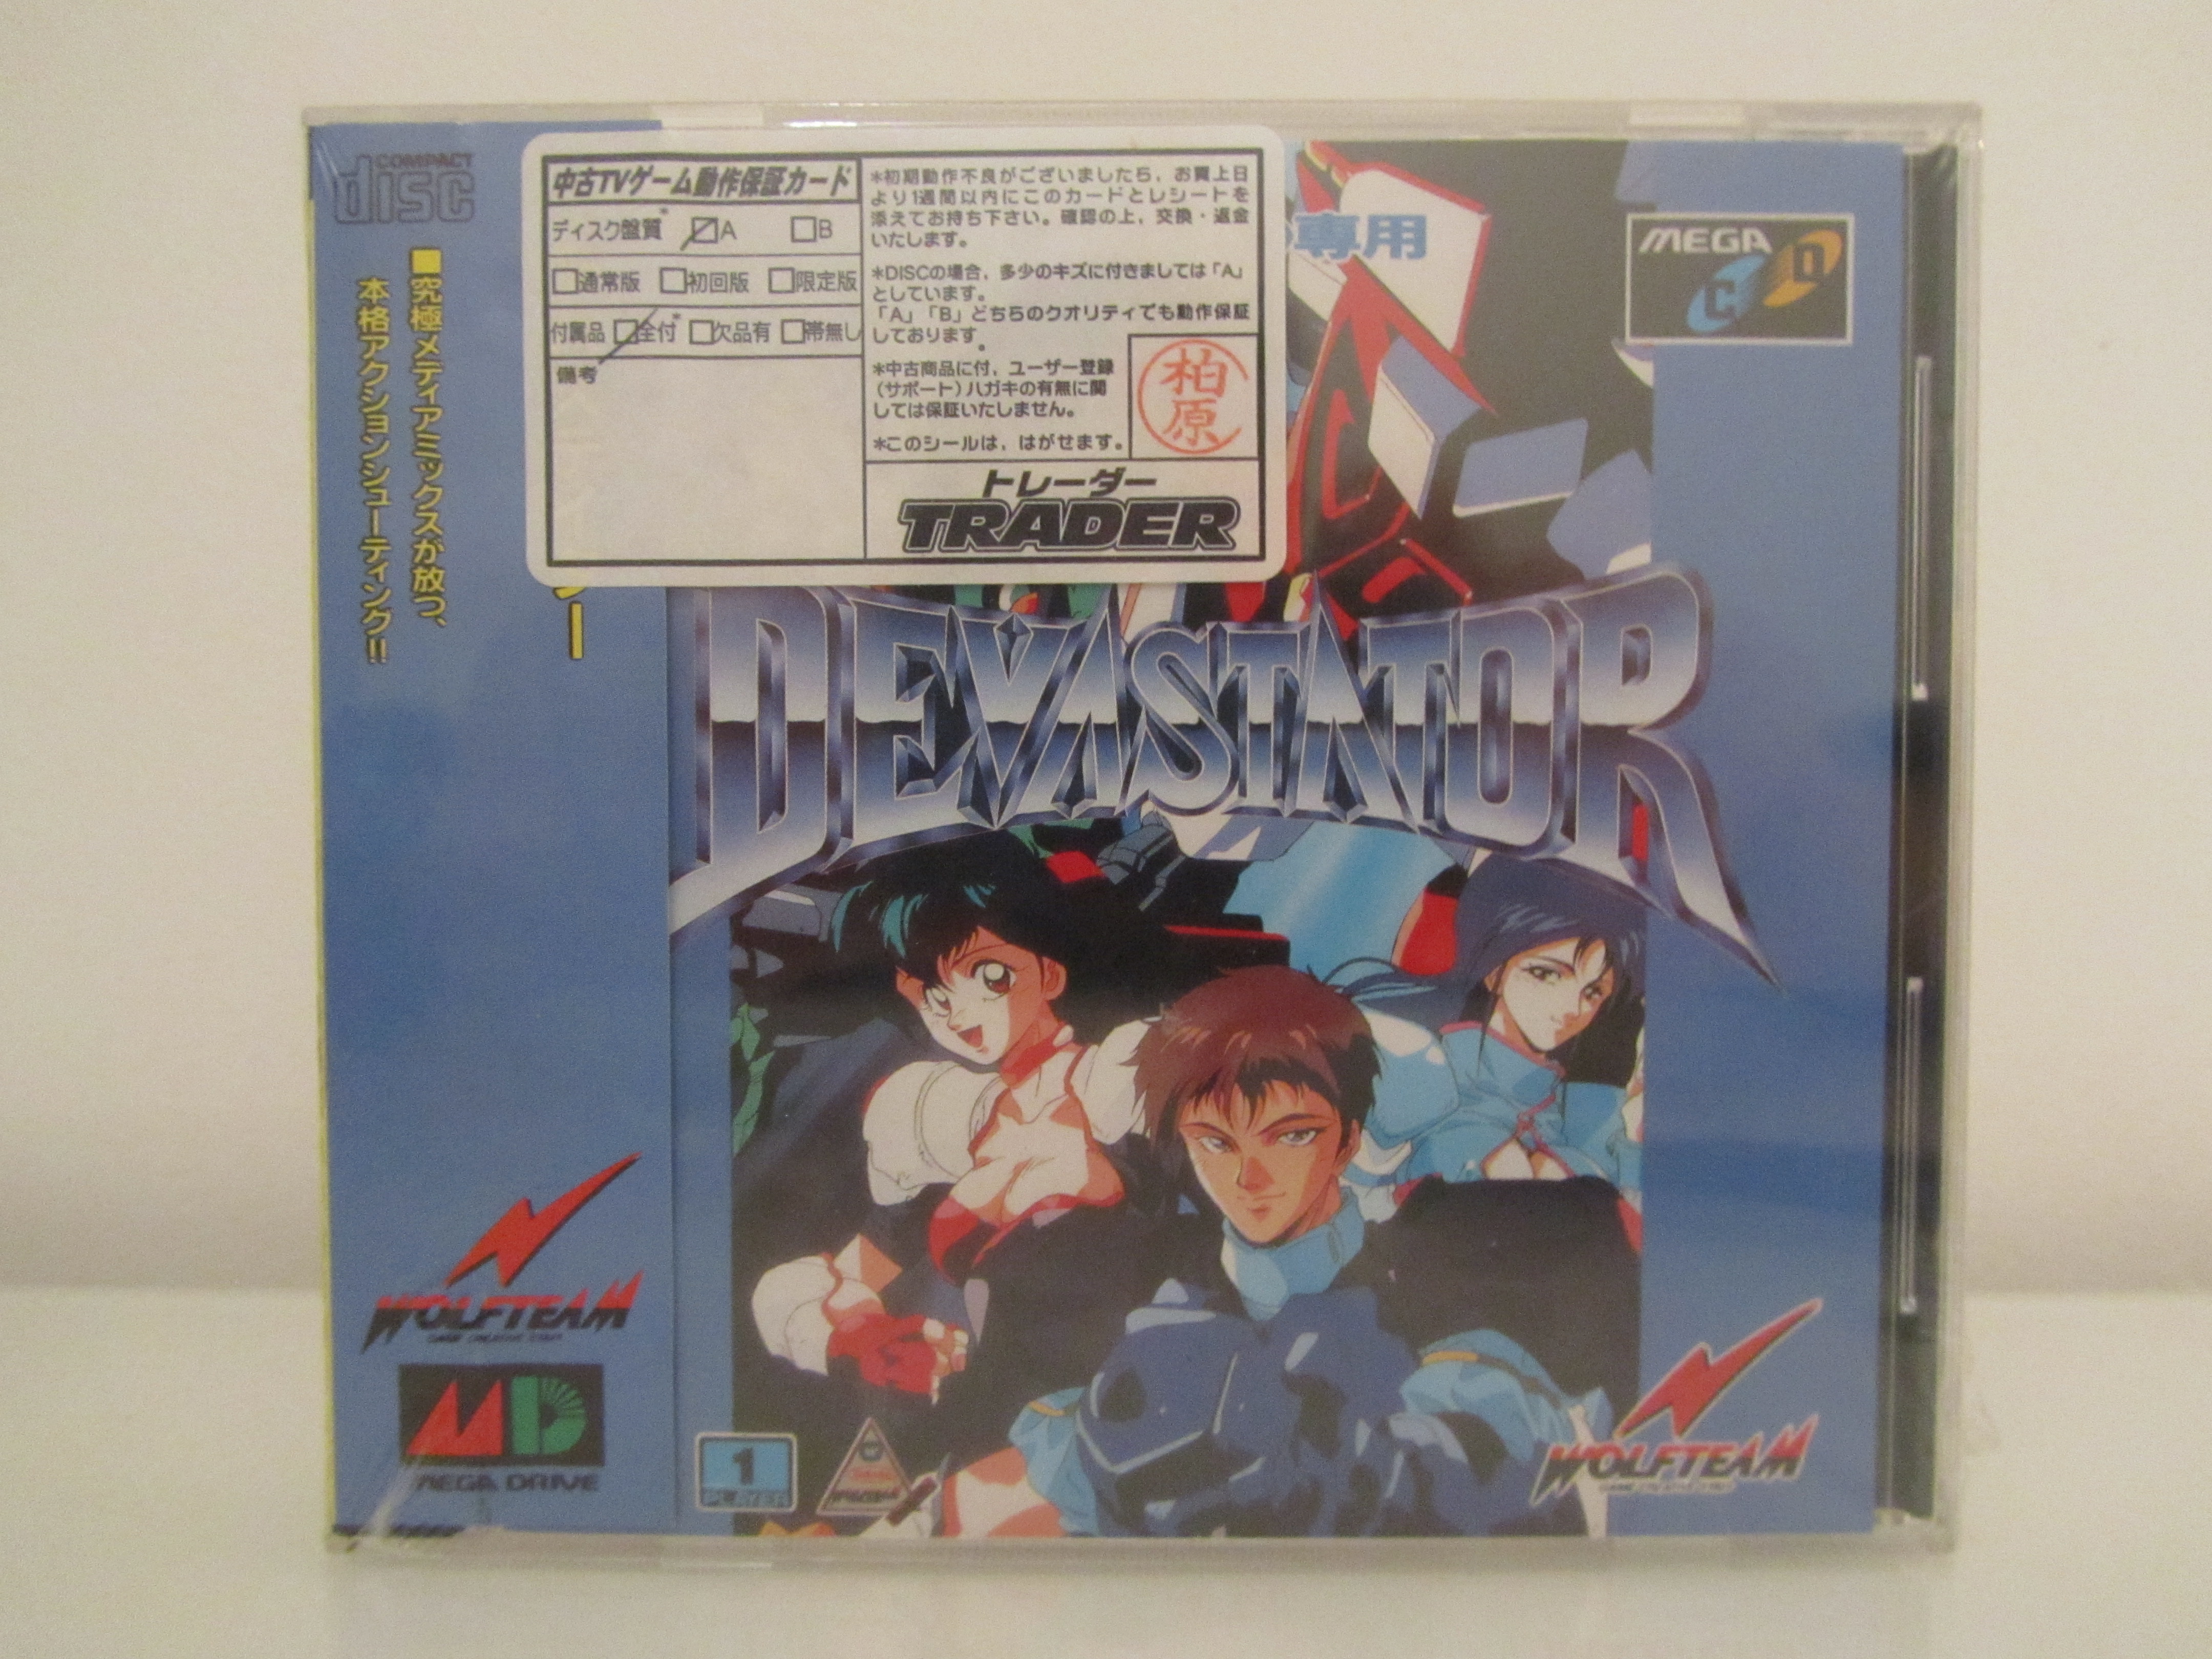 COMPACT
disc
■究極メディアミックスが放つ、
本格アクションシューティング!!
ター
WOLFTEAM
MD
MEGA DRIVE
中古TVゲーム動作保証カード
ディスク盤質* □A □B
□通常版 □初回版 □限定版
付属品 □全付* □欠品有 □帯無し
備考
*初期動作不良がございましたら、お買上日
より1週間以内にこのカードとレシートを
添えてお持ち下さい。確認の上、交換・返金
いたします。
*DISCの場合、多少のキズに付きましては「A」
としています。
「A」「B」どちらのクオリティでも動作保証
しております。
*中古商品に付、ユーザー登録
(サポート)ハガキの有無に関
しては保証いたしません。
*このシールは、はがせます。
柏
原
トレーダー
TRADER
専用
MEGA
CD
DEVASTATOR
1
PLAYER
WOLFTEAM